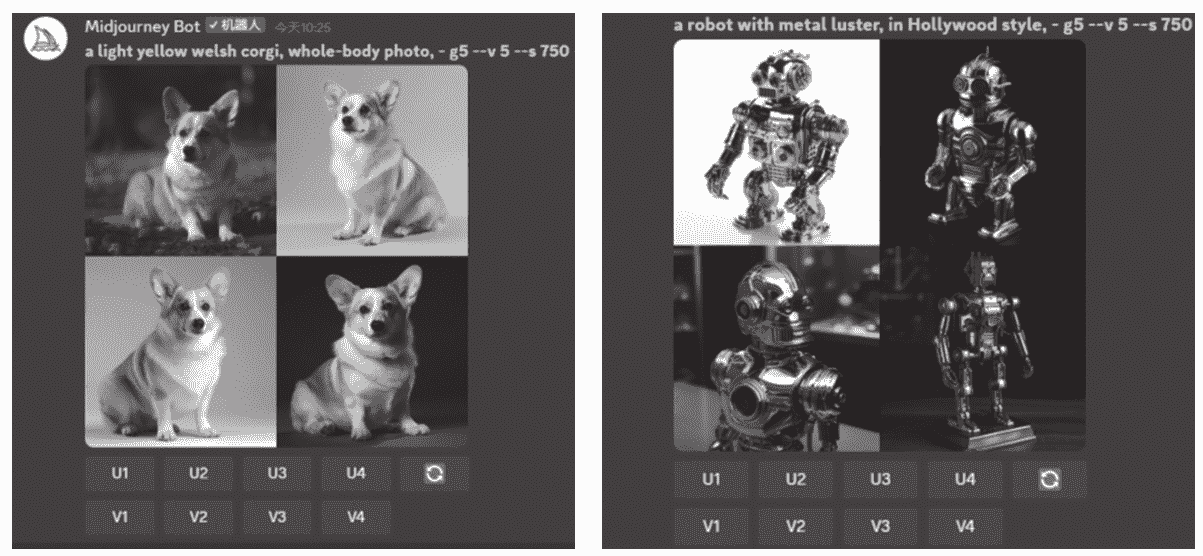 Midjourney Bot ✓机器人 今天10:25
a light yellow welsh corgi, whole-body photo, - g5 --v 5 --s 750
U1 U2 U3 U4
V1 V2 V3 V4
a robot with metal luster, in Hollywood style, - g5 --v 5 --s 750
U1 U2 U3 U4
V1 V2 V3 V4